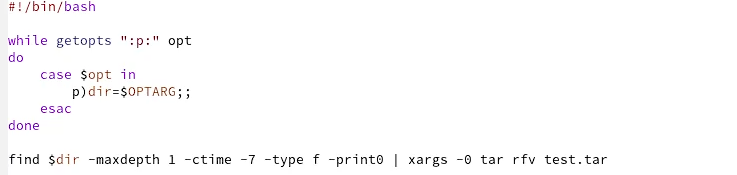 #!/bin/bash
while getopts ":p:" opt
do
    case $opt in
        p)dir=$OPTARG;;
    esac
done
find $dir -maxdepth 1 -ctime -7 -type f -print0 | xargs -0 tar rfv test.tar